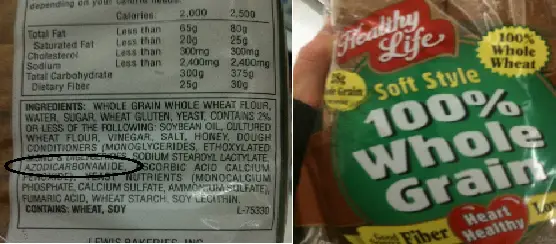 depending on your calorie needs:
Calories: 2,000 2,500
Total Fat Less than 65g 80g
Saturated Fat Less than 20g 25g
Cholesterol Less than 300mg 300mg
Sodium Less than 2,400mg 2,400mg
Total Carbohydrate 300g 375g
Dietary Fiber 25g 30g
INGREDIENTS: WHOLE GRAIN WHOLE WHEAT FLOUR,
WATER, SUGAR, WHEAT GLUTEN, YEAST, CONTAINS 2%
OR LESS OF THE FOLLOWING: SOYBEAN OIL, CULTURED
WHEAT FLOUR, VINEGAR, SALT, HONEY, DOUGH
CONDITIONERS (MONOGLYCERIDES, ETHOXYLATED
SODIUM STEAROYL LACTYLATE,
AZODICARBONAMIDE, ASCORBIC ACID CALCIUM
YEAST NUTRIENTS (MONOCALCIUM
PHOSPHATE, CALCIUM SULFATE, AMMONIUM SULFATE),
FUMARIC ACID, WHEAT STARCH, SOY LECITHIN.
CONTAINS: WHEAT, SOY L-75330
LEWIS BAKERIES, INC.
Healthy
Life
100%
Whole
Wheat
Soft Style
100%
Whole
Grain
Fiber
Heart
Healthy